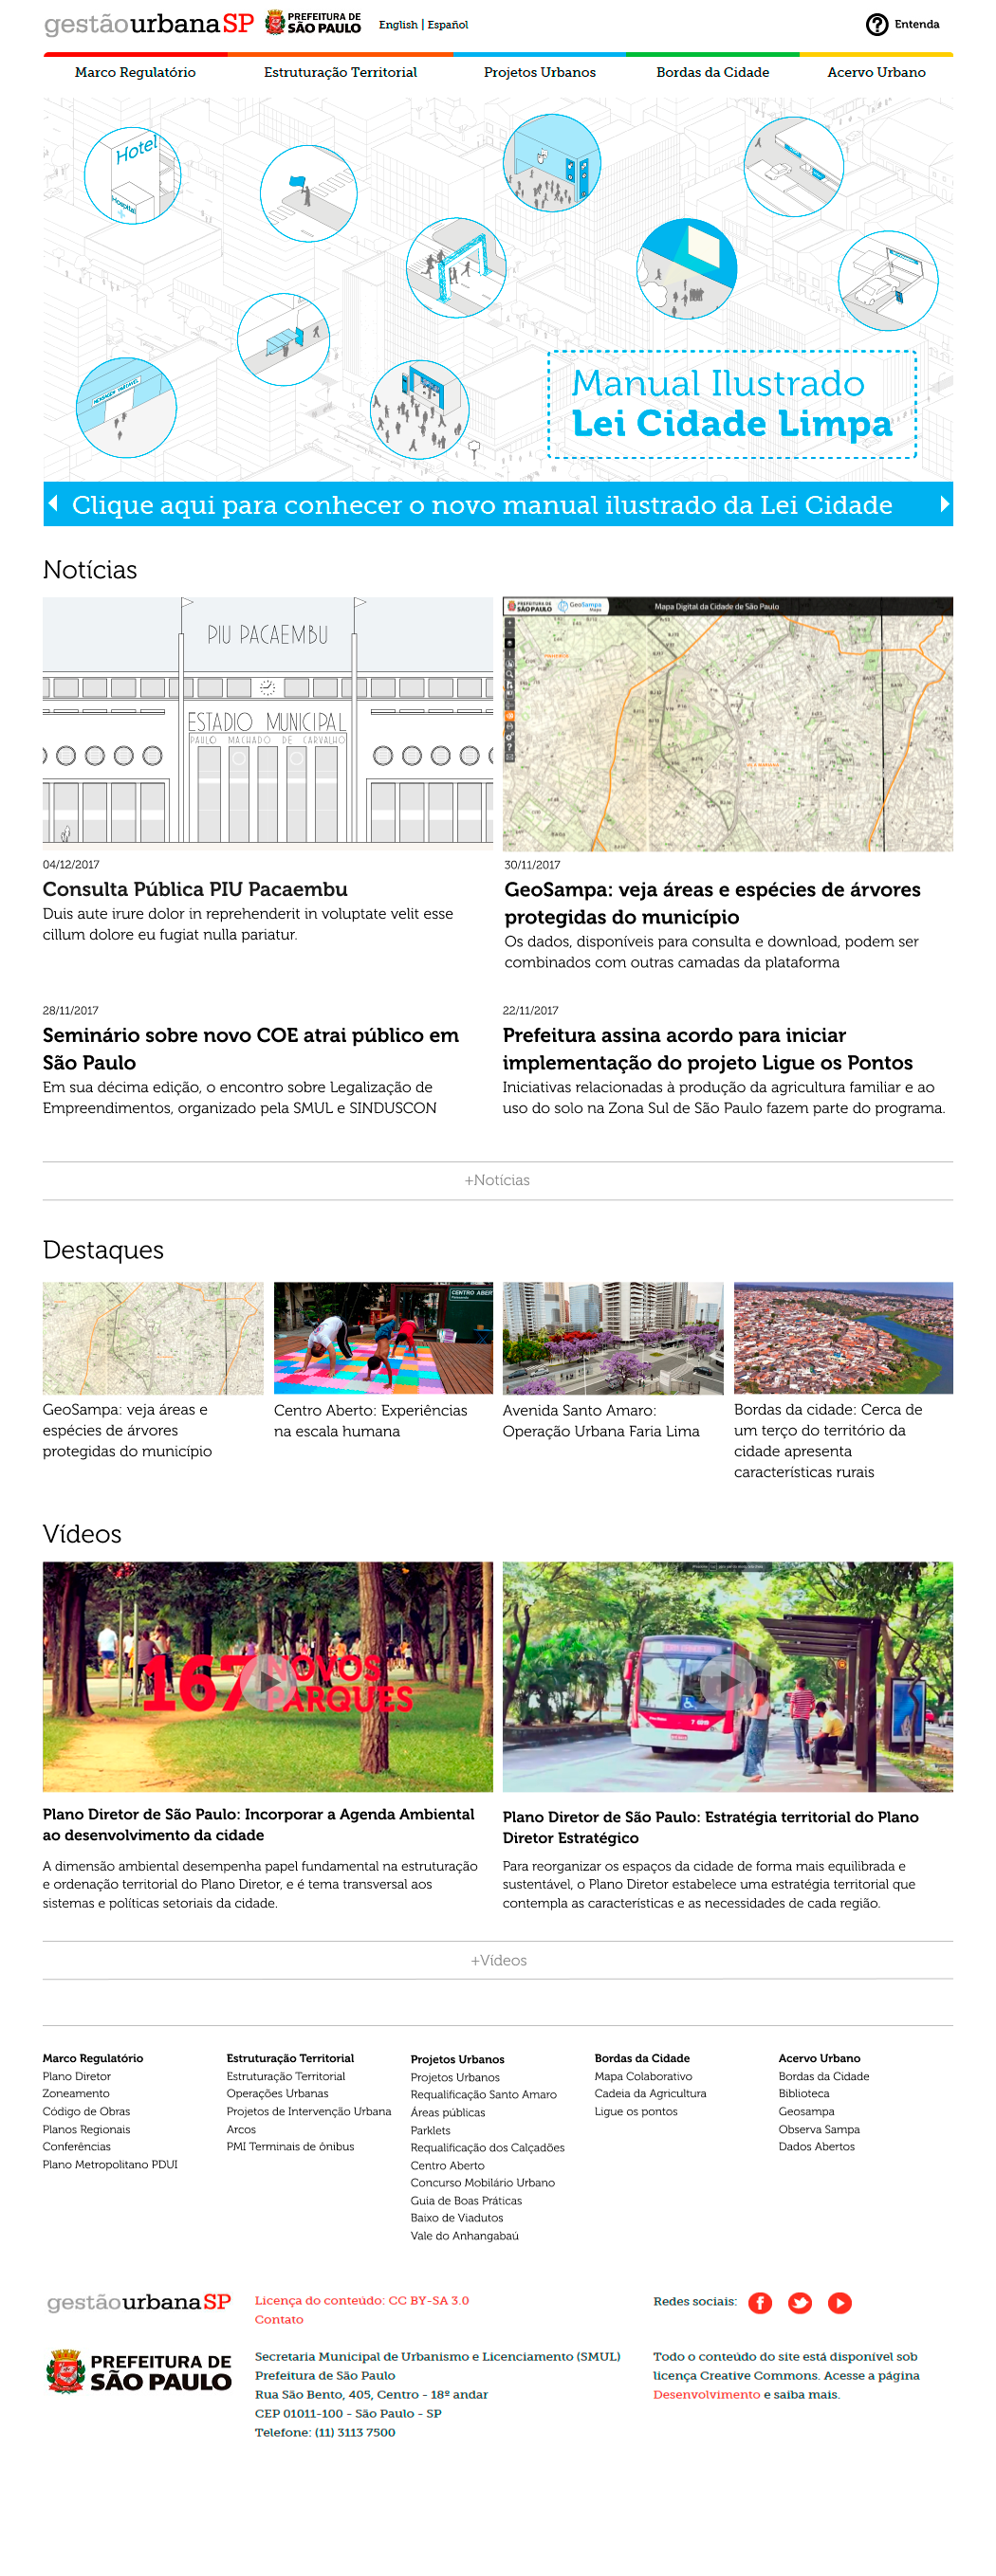 gestãourbanaSP
PREFEITURA DE
SÃO PAULO
English | Español
? Entenda
Marco Regulatório
Estruturação Territorial
Projetos Urbanos
Bordas da Cidade
Acervo Urbano
Hotel
Hospital
Manual Ilustrado
Lei Cidade Limpa
Clique aqui para conhecer o novo manual ilustrado da Lei Cidade
Notícias
PIU PACAEMBU
ESTADIO MUNICIPAL
PAULO MACHADO DE CARVALHO
PREFEITURA DE
SÃO PAULO
GeoSampa
Mapa
Mapa Digital da Cidade de São Paulo
04/12/2017
Consulta Pública PIU Pacaembu
Duis aute irure dolor in reprehenderit in voluptate velit esse
cillum dolore eu fugiat nulla pariatur.
30/11/2017
GeoSampa: veja áreas e espécies de árvores
protegidas do município
Os dados, disponíveis para consulta e download, podem ser
combinados com outras camadas da plataforma
28/11/2017
Seminário sobre novo COE atrai público em
São Paulo
Em sua décima edição, o encontro sobre Legalização de
Empreendimentos, organizado pela SMUL e SINDUSCON
22/11/2017
Prefeitura assina acordo para iniciar
implementação do projeto Ligue os Pontos
Iniciativas relacionadas à produção da agricultura familiar e ao
uso do solo na Zona Sul de São Paulo fazem parte do programa.
+Notícias
Destaques
CENTRO ABER
GeoSampa: veja áreas e
espécies de árvores
protegidas do município
Centro Aberto: Experiências
na escala humana
Avenida Santo Amaro:
Operação Urbana Faria Lima
Bordas da cidade: Cerca de
um terço do território da
cidade apresenta
características rurais
Vídeos
167 NOVOS
PARQUES
Plano Diretor de São Paulo: Incorporar a Agenda Ambiental
ao desenvolvimento da cidade
A dimensão ambiental desempenha papel fundamental na estruturação
e ordenação territorial do Plano Diretor, e é tema transversal aos
sistemas e políticas setoriais da cidade.
Plano Diretor de São Paulo: Estratégia territorial do Plano
Diretor Estratégico
Para reorganizar os espaços da cidade de forma mais equilibrada e
sustentável, o Plano Diretor estabelece uma estratégia territorial que
contempla as características e as necessidades de cada região.
+Vídeos
Marco Regulatório
Plano Diretor
Zoneamento
Código de Obras
Planos Regionais
Conferências
Plano Metropolitano PDUI
Estruturação Territorial
Estruturação Territorial
Operações Urbanas
Projetos de Intervenção Urbana
Arcos
PMI Terminais de ônibus
Projetos Urbanos
Projetos Urbanos
Requalificação Santo Amaro
Áreas públicas
Parklets
Requalificação dos Calçadões
Centro Aberto
Concurso Mobilário Urbano
Guia de Boas Práticas
Baixo de Viadutos
Vale do Anhangabaú
Bordas da Cidade
Mapa Colaborativo
Cadeia da Agricultura
Ligue os pontos
Acervo Urbano
Bordas da Cidade
Biblioteca
Geosampa
Observa Sampa
Dados Abertos
gestãourbanaSP
Licença do conteúdo: CC BY-SA 3.0
Contato
Redes sociais:
PREFEITURA DE
SÃO PAULO
Secretaria Municipal de Urbanismo e Licenciamento (SMUL)
Prefeitura de São Paulo
Rua São Bento, 405, Centro - 18º andar
CEP 01011-100 - São Paulo - SP
Telefone: (11) 3113 7500
Todo o conteúdo do site está disponível sob
licença Creative Commons. Acesse a página
Desenvolvimento e saiba mais.